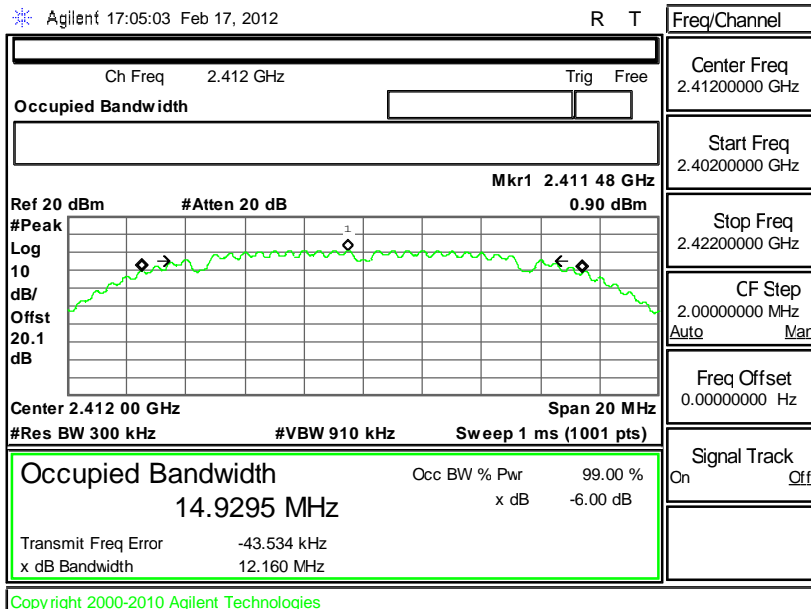 Agilent 17:05:03 Feb 17, 2012 R T
Freq/Channel
Ch Freq 2.412 GHz Trig Free
Occupied Bandwidth
Center Freq
2.41200000 GHz
Start Freq
2.40200000 GHz
Mkr1 2.411 48 GHz
Ref 20 dBm #Atten 20 dB 0.90 dBm
#Peak
Log
10
dB/
Offst
20.1
dB
1
Stop Freq
2.42200000 GHz
CF Step
2.00000000 MHz
Auto Man
Freq Offset
0.00000000 Hz
Center 2.412 00 GHz Span 20 MHz
#Res BW 300 kHz #VBW 910 kHz Sweep 1 ms (1001 pts)
Signal Track
On Off
Occupied Bandwidth Occ BW % Pwr 99.00 %
14.9295 MHz x dB -6.00 dB
Transmit Freq Error -43.534 kHz
x dB Bandwidth 12.160 MHz
Copyright 2000-2010 Agilent Technologies